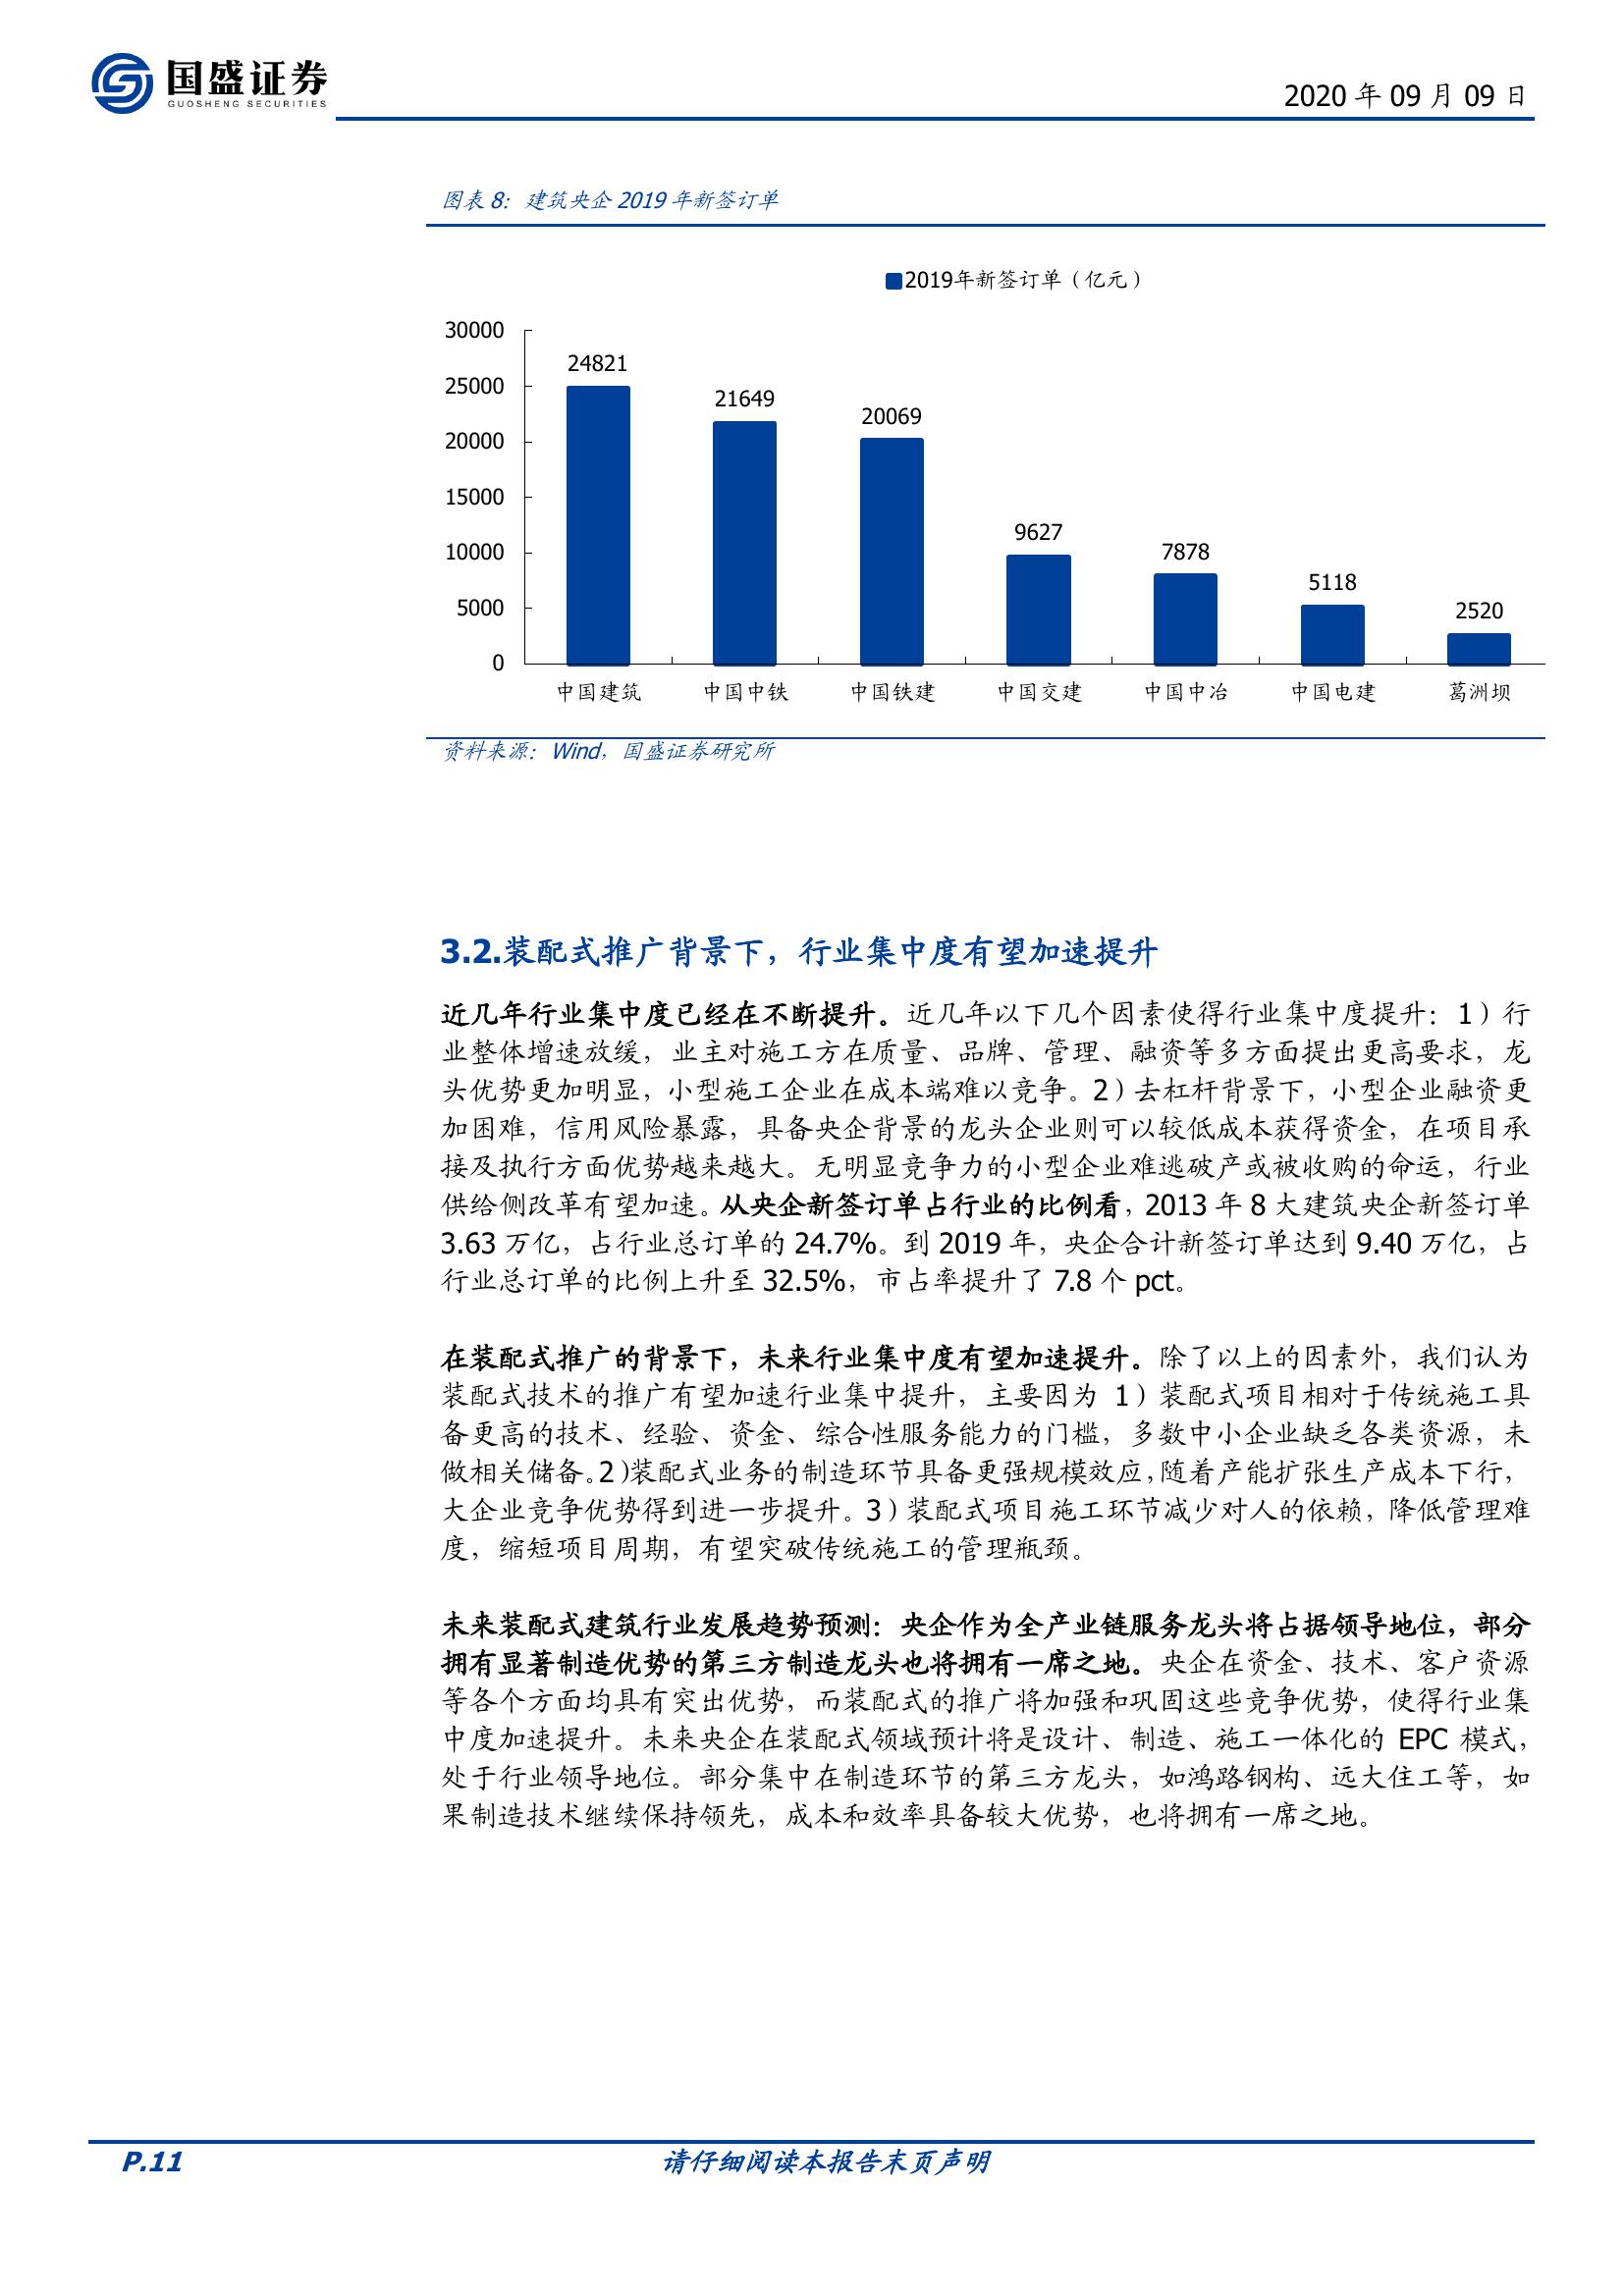 国盛证券
GUOSHENG SECURITIES
2020 年 09 月 09 日
图表 8：建筑央企 2019 年新签订单
2019年新签订单（亿元）
30000
25000
20000
15000
10000
5000
0
24821
21649
20069
9627
7878
5118
2520
中国建筑 中国中铁 中国铁建 中国交建 中国中冶 中国电建 葛洲坝
资料来源：Wind，国盛证券研究所
3.2.装配式推广背景下，行业集中度有望加速提升
近几年行业集中度已经在不断提升。近几年以下几个因素使得行业集中度提升：1）行
业整体增速放缓，业主对施工方在质量、品牌、管理、融资等多方面提出更高要求，龙
头优势更加明显，小型施工企业在成本端难以竞争。2）去杠杆背景下，小型企业融资更
加困难，信用风险暴露，具备央企背景的龙头企业则可以较低成本获得资金，在项目承
接及执行方面优势越来越大。无明显竞争力的小型企业难逃破产或被收购的命运，行业
供给侧改革有望加速。从央企新签订单占行业的比例看，2013 年 8 大建筑央企新签订单
3.63 万亿，占行业总订单的 24.7%。到 2019 年，央企合计新签订单达到 9.40 万亿，占
行业总订单的比例上升至 32.5%，市占率提升了 7.8 个 pct。
在装配式推广的背景下，未来行业集中度有望加速提升。除了以上的因素外，我们认为
装配式技术的推广有望加速行业集中提升，主要因为 1）装配式项目相对于传统施工具
备更高的技术、经验、资金、综合性服务能力的门槛，多数中小企业缺乏各类资源，未
做相关储备。2）装配式业务的制造环节具备更强规模效应，随着产能扩张生产成本下行，
大企业竞争优势得到进一步提升。3）装配式项目施工环节减少对人的依赖，降低管理难
度，缩短项目周期，有望突破传统施工的管理瓶颈。
未来装配式建筑行业发展趋势预测：央企作为全产业链服务龙头将占据领导地位，部分
拥有显著制造优势的第三方制造龙头也将拥有一席之地。央企在资金、技术、客户资源
等各个方面均具有突出优势，而装配式的推广将加强和巩固这些竞争优势，使得行业集
中度加速提升。未来央企在装配式领域预计将是设计、制造、施工一体化的 EPC 模式，
处于行业领导地位。部分集中在制造环节的第三方龙头，如鸿路钢构、远大住工等，如
果制造技术继续保持领先，成本和效率具备较大优势，也将拥有一席之地。
P.11
请仔细阅读本报告末页声明